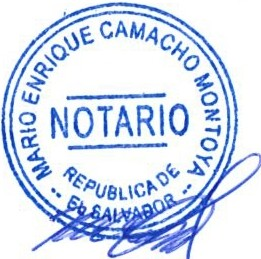 MARIO ENRIQUE CAMACHO MONTOYA
NOTARIO
REPUBLICA DE
EL SALVADOR